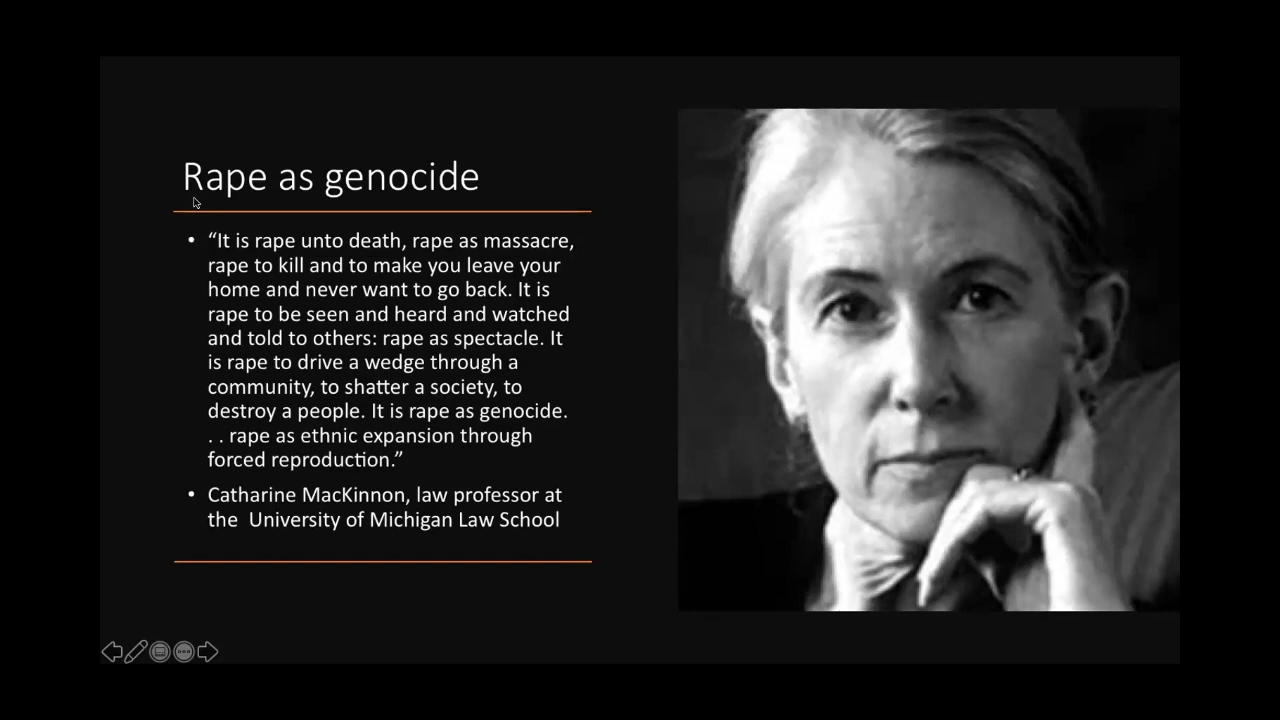 Rape as genocide
• “It is rape unto death, rape as massacre,
rape to kill and to make you leave your
home and never want to go back. It is
rape to be seen and heard and watched
and told to others: rape as spectacle. It
is rape to drive a wedge through a
community, to shatter a society, to
destroy a people. It is rape as genocide.
. . rape as ethnic expansion through
forced reproduction.”
• Catharine MacKinnon, law professor at
the  University of Michigan Law School